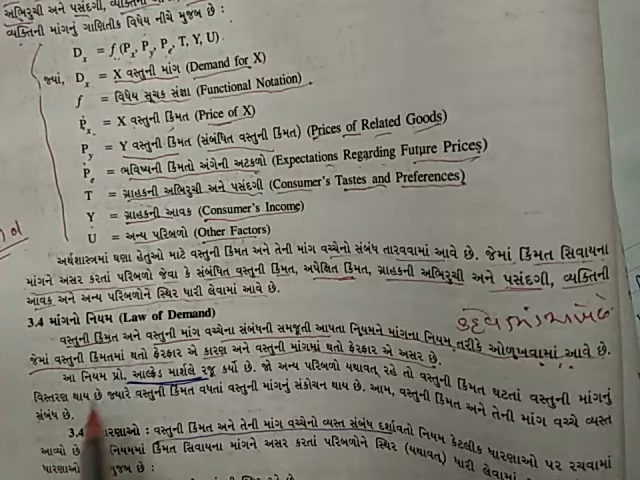 અભિરુચી અને પસંદગી, વ્યક્તિની
વ્યક્તિની માંગનું ગાણિતીક વિધેય નીચે મુજબ છે :
Dx = f (Px, Py, Pe, T, Y, U)
જ્યાં, Dx = X વસ્તુની માંગ (Demand for X)
f = વિધેય સૂચક સંજ્ઞા (Functional Notation)
Px = X વસ્તુની કિંમત (Price of X)
Py = Y વસ્તુની કિંમત (સંબંધિત વસ્તુની કિંમત) (Prices of Related Goods)
Pe = ભવિષ્યની કિંમતો અંગેની અટકળો (Expectations Regarding Future Prices)
T = ગ્રાહકની અભિરુચી અને પસંદગી (Consumer's Tastes and Preferences)
Y = ગ્રાહકની આવક (Consumer's Income)
U = અન્ય પરિબળો (Other Factors)
અર્થશાસ્ત્રમાં ઘણા હેતુઓ માટે વસ્તુની કિંમત અને તેની માંગ વચ્ચેનો સંબંધ તારવવામાં આવે છે. જેમાં કિંમત સિવાયના
માંગને અસર કરતાં પરિબળો જેવા કે સંબંધિત વસ્તુની કિંમત, અપેક્ષિત કિંમત, ગ્રાહકની અભિરુચી અને પસંદગી, વ્યક્તિની
આવક અને અન્ય પરિબળોને સ્થિર ધારી લેવામાં આવે છે.
3.4 માંગનો નિયમ (Law of Demand)
વસ્તુની કિંમત અને વસ્તુની માંગ વચ્ચેના સંબંધની સમજૂતી આપતા નિયમને માંગના નિયમ તરીકે ઓળખવામાં આવે છે.
જેમાં વસ્તુની કિંમતમાં થતો ફેરફાર એ કારણ અને વસ્તુની માંગમાં થતો ફેરફાર એ અસર છે.
આ નિયમ પ્રો. આલ્ફ્રેડ માર્શલે રજૂ કર્યો છે. જો અન્ય પરિબળો યથાવત્ રહે તો વસ્તુની કિંમત ઘટતાં વસ્તુની માંગનું
વિસ્તરણ થાય છે જ્યારે વસ્તુની કિંમત વધતાં વસ્તુની માંગનું સંકોચન થાય છે. આમ, વસ્તુની કિંમત અને તેની માંગ વચ્ચે વ્યસ્ત
સંબંધ છે.
3.4 ધારણાઓ : વસ્તુની કિંમત અને તેની માંગ વચ્ચેનો વ્યસ્ત સંબંધ દર્શાવતો નિયમ કેટલીક ધારણાઓ પર રચવામાં
આવ્યો છે. નિયમમાં કિંમત સિવાયના માંગને અસર કરતાં પરિબળોને સ્થિર (યથાવત્) ધારી લેવામાં
ધારણાઓ મુજબ છે :